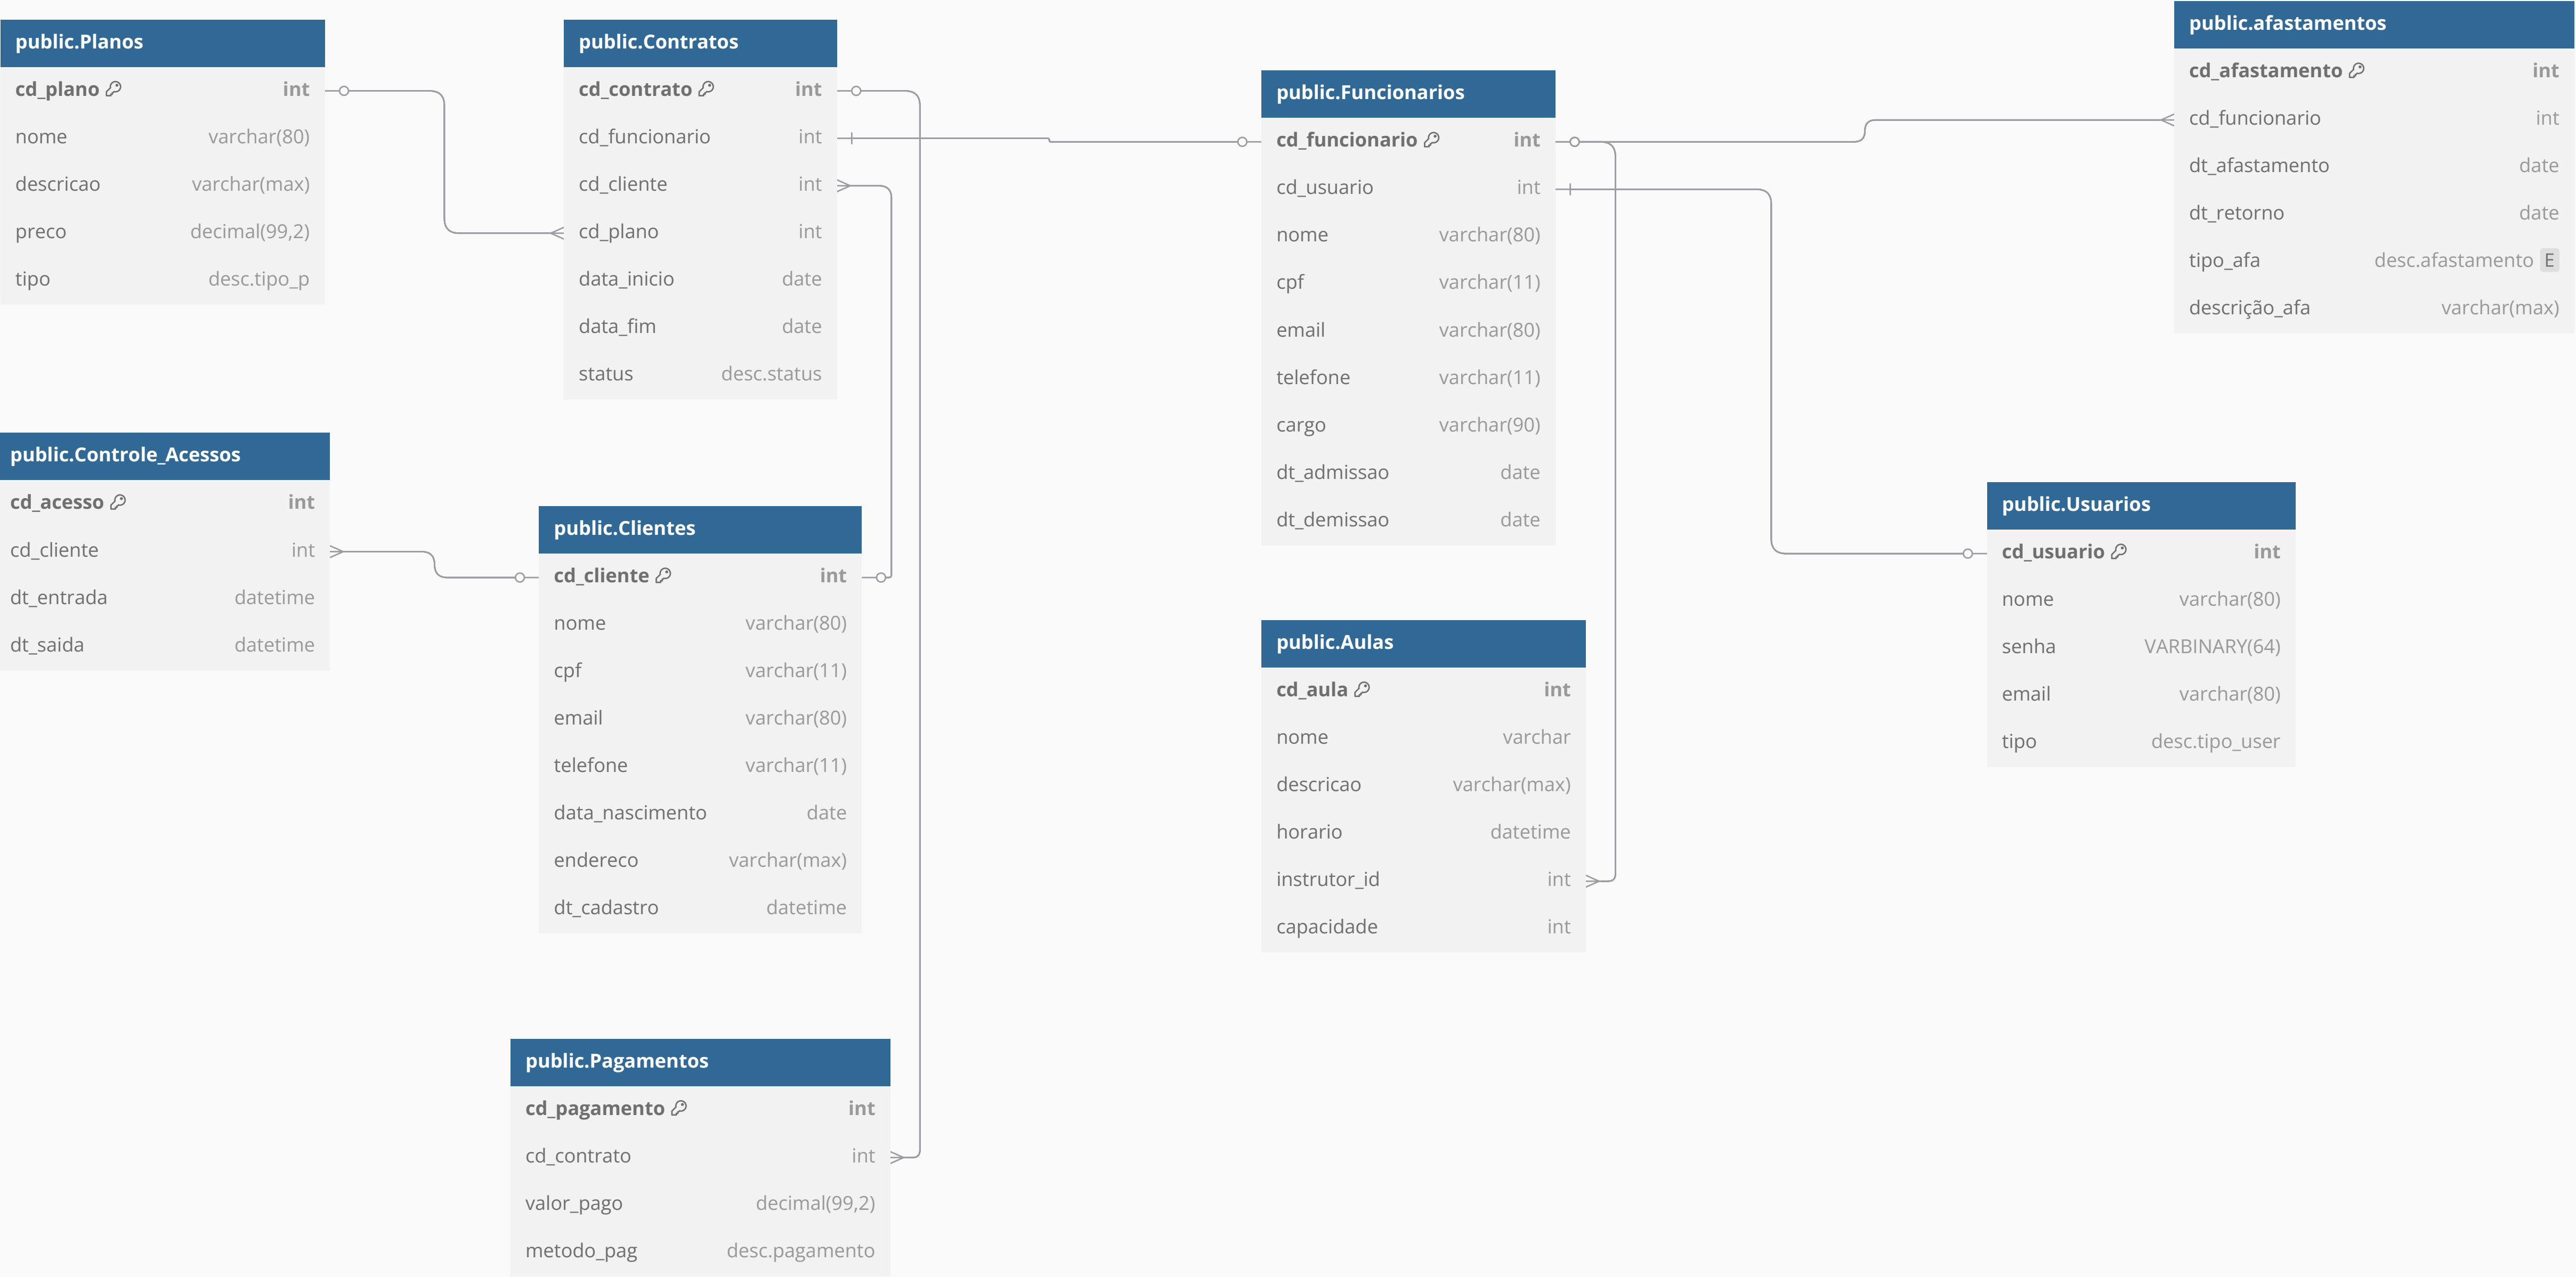 public.Planos
cd_plano int
nome varchar(80)
descricao varchar(max)
preco decimal(99,2)
tipo desc.tipo_p
public.Contratos
cd_contrato int
cd_funcionario int
cd_cliente int
cd_plano int
data_inicio date
data_fim date
status desc.status
public.Funcionarios
cd_funcionario int
cd_usuario int
nome varchar(80)
cpf varchar(11)
email varchar(80)
telefone varchar(11)
cargo varchar(90)
dt_admissao date
dt_demissao date
public.afastamentos
cd_afastamento int
cd_funcionario int
dt_afastamento date
dt_retorno date
tipo_afa desc.afastamento E
descrição_afa varchar(max)
public.Controle_Acessos
cd_acesso int
cd_cliente int
dt_entrada datetime
dt_saida datetime
public.Clientes
cd_cliente int
nome varchar(80)
cpf varchar(11)
email varchar(80)
telefone varchar(11)
data_nascimento date
endereco varchar(max)
dt_cadastro datetime
public.Aulas
cd_aula int
nome varchar
descricao varchar(max)
horario datetime
instrutor_id int
capacidade int
public.Usuarios
cd_usuario int
nome varchar(80)
senha VARBINARY(64)
email varchar(80)
tipo desc.tipo_user
public.Pagamentos
cd_pagamento int
cd_contrato int
valor_pago decimal(99,2)
metodo_pag desc.pagamento